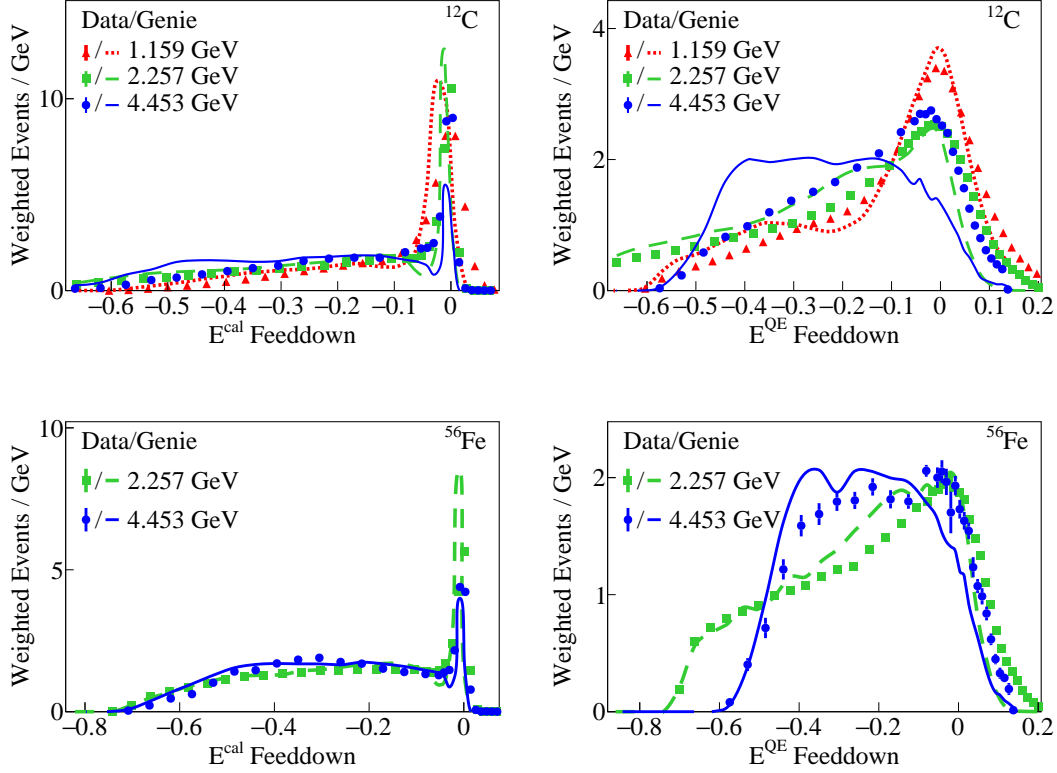 Data/Genie
¹²C
/ 1.159 GeV
/ 2.257 GeV
/ 4.453 GeV
Weighted Events / GeV
10
0
−0.6 −0.5 −0.4 −0.3 −0.2 −0.1 0
E^cal Feeddown
Data/Genie
¹²C
/ 1.159 GeV
/ 2.257 GeV
/ 4.453 GeV
Weighted Events / GeV
4
2
0
−0.6 −0.5 −0.4 −0.3 −0.2 −0.1 0 0.1 0.2
E^QE Feeddown
Data/Genie
⁵⁶Fe
/ 2.257 GeV
/ 4.453 GeV
Weighted Events / GeV
10
5
0
−0.8 −0.6 −0.4 −0.2 0
E^cal Feeddown
Data/Genie
⁵⁶Fe
/ 2.257 GeV
/ 4.453 GeV
Weighted Events / GeV
2
1
0
−0.8 −0.6 −0.4 −0.2 0 0.2
E^QE Feeddown